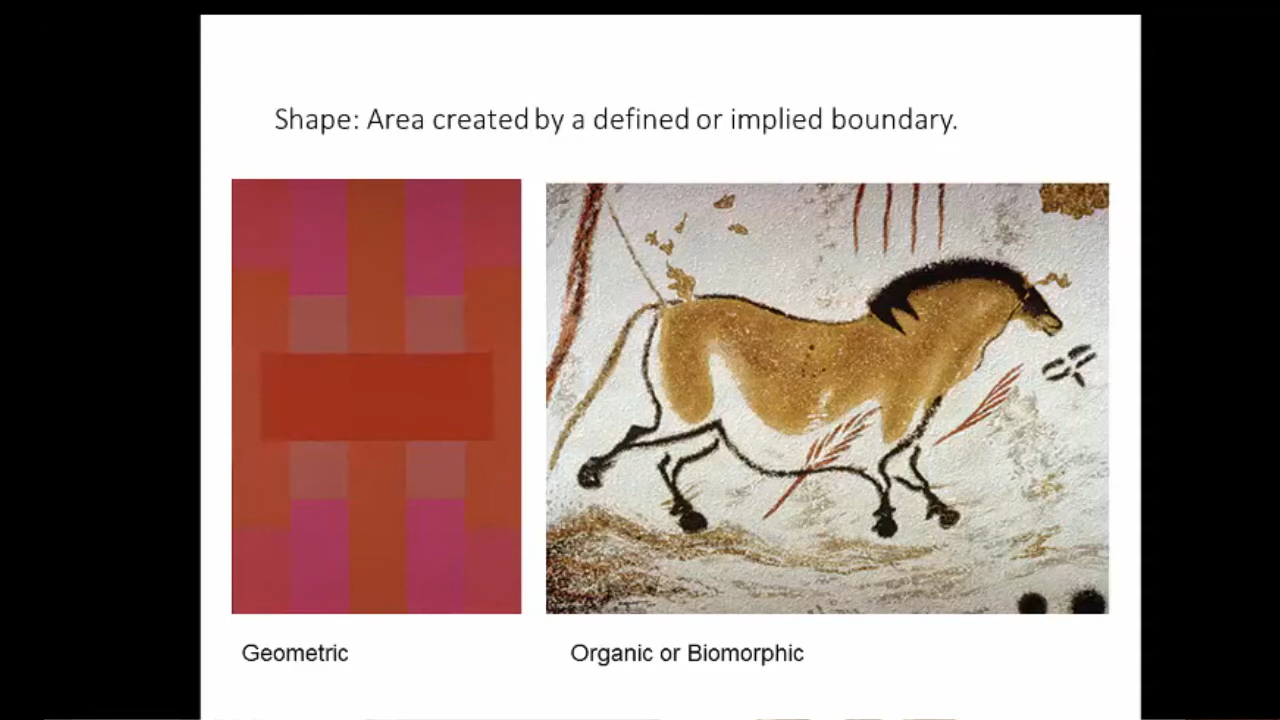 Shape: Area created by a defined or implied boundary.
Geometric
Organic or Biomorphic